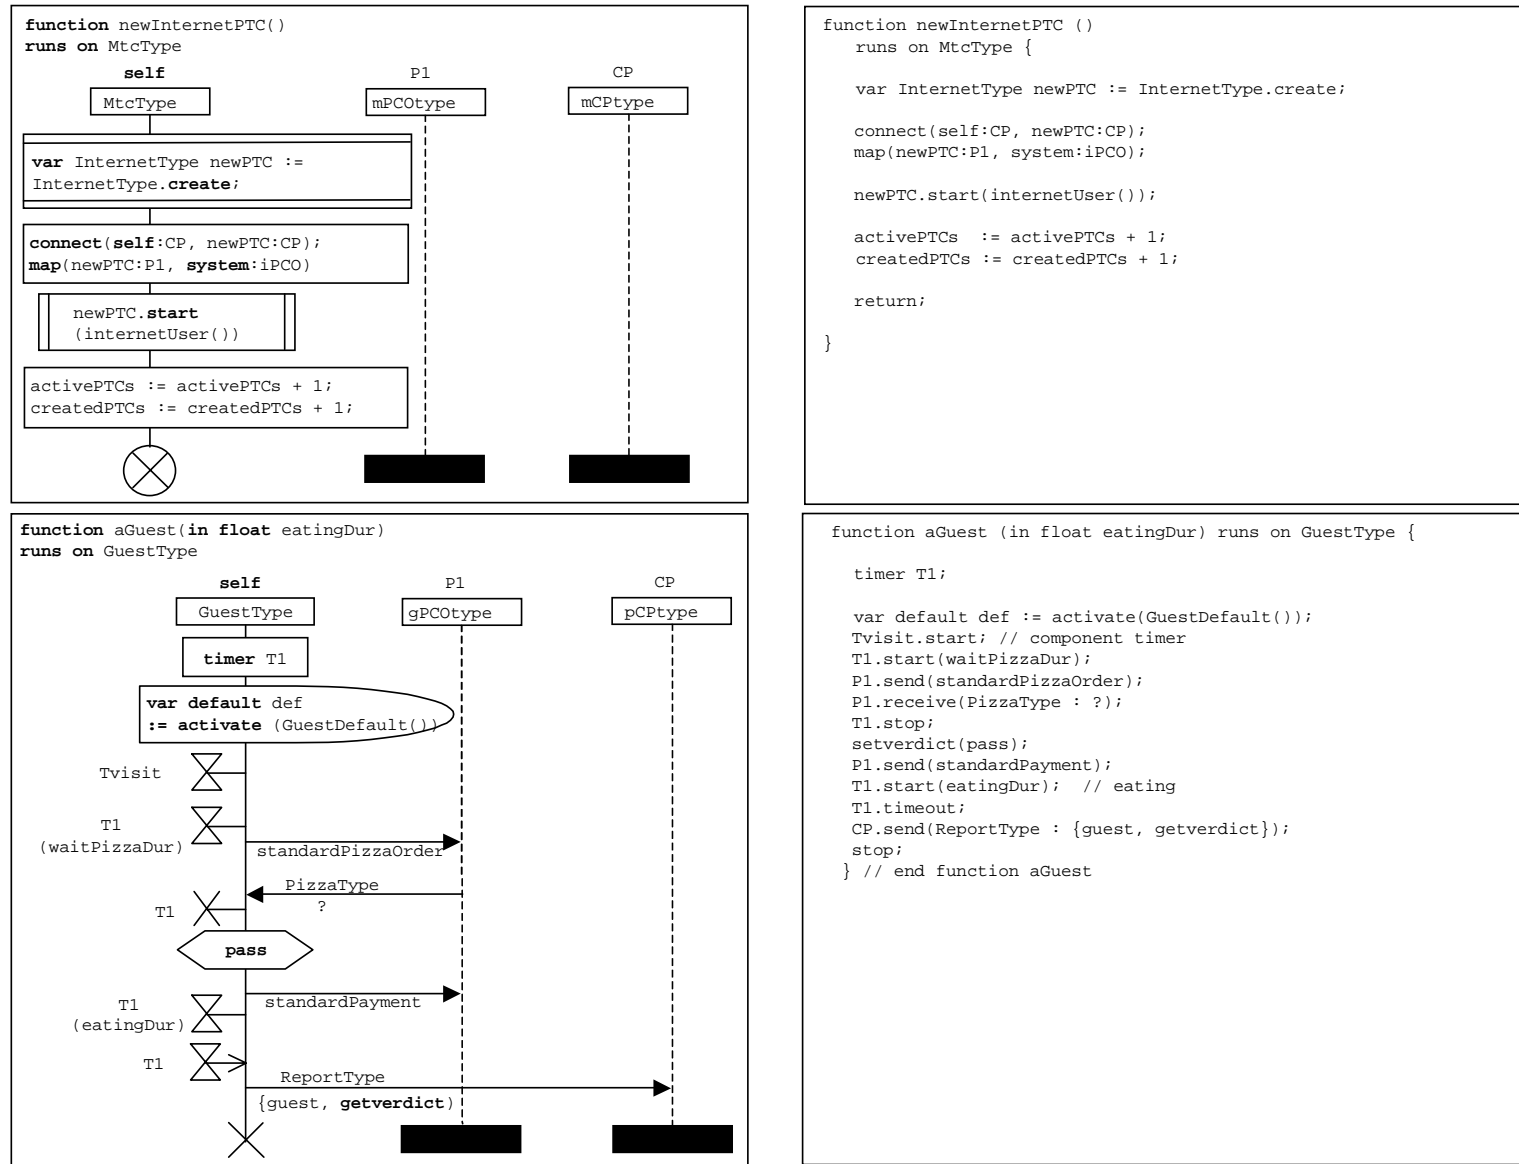 function newInternetPTC()
runs on MtcType
self P1 CP
MtcType mPCOtype mCPtype
var InternetType newPTC :=
InternetType.create;
connect(self:CP, newPTC:CP);
map(newPTC:P1, system:iPCO)
newPTC.start
(internetUser())
activePTCs := activePTCs + 1;
createdPTCs := createdPTCs + 1;
function newInternetPTC ()
runs on MtcType {
var InternetType newPTC := InternetType.create;
connect(self:CP, newPTC:CP);
map(newPTC:P1, system:iPCO);
newPTC.start(internetUser());
activePTCs  := activePTCs + 1;
createdPTCs := createdPTCs + 1;
return;
}
function aGuest(in float eatingDur)
runs on GuestType
self P1 CP
GuestType gPCOtype pCPtype
timer T1
var default def
:= activate (GuestDefault())
Tvisit
T1
(waitPizzaDur)
standardPizzaOrder
PizzaType
?
T1
pass
standardPayment
T1
(eatingDur)
T1
ReportType
{guest, getverdict)
function aGuest (in float eatingDur) runs on GuestType {
timer T1;
var default def := activate(GuestDefault());
Tvisit.start; // component timer
T1.start(waitPizzaDur);
P1.send(standardPizzaOrder);
P1.receive(PizzaType : ?);
T1.stop;
setverdict(pass);
P1.send(standardPayment);
T1.start(eatingDur);  // eating
T1.timeout;
CP.send(ReportType : {guest, getverdict});
stop;
} // end function aGuest